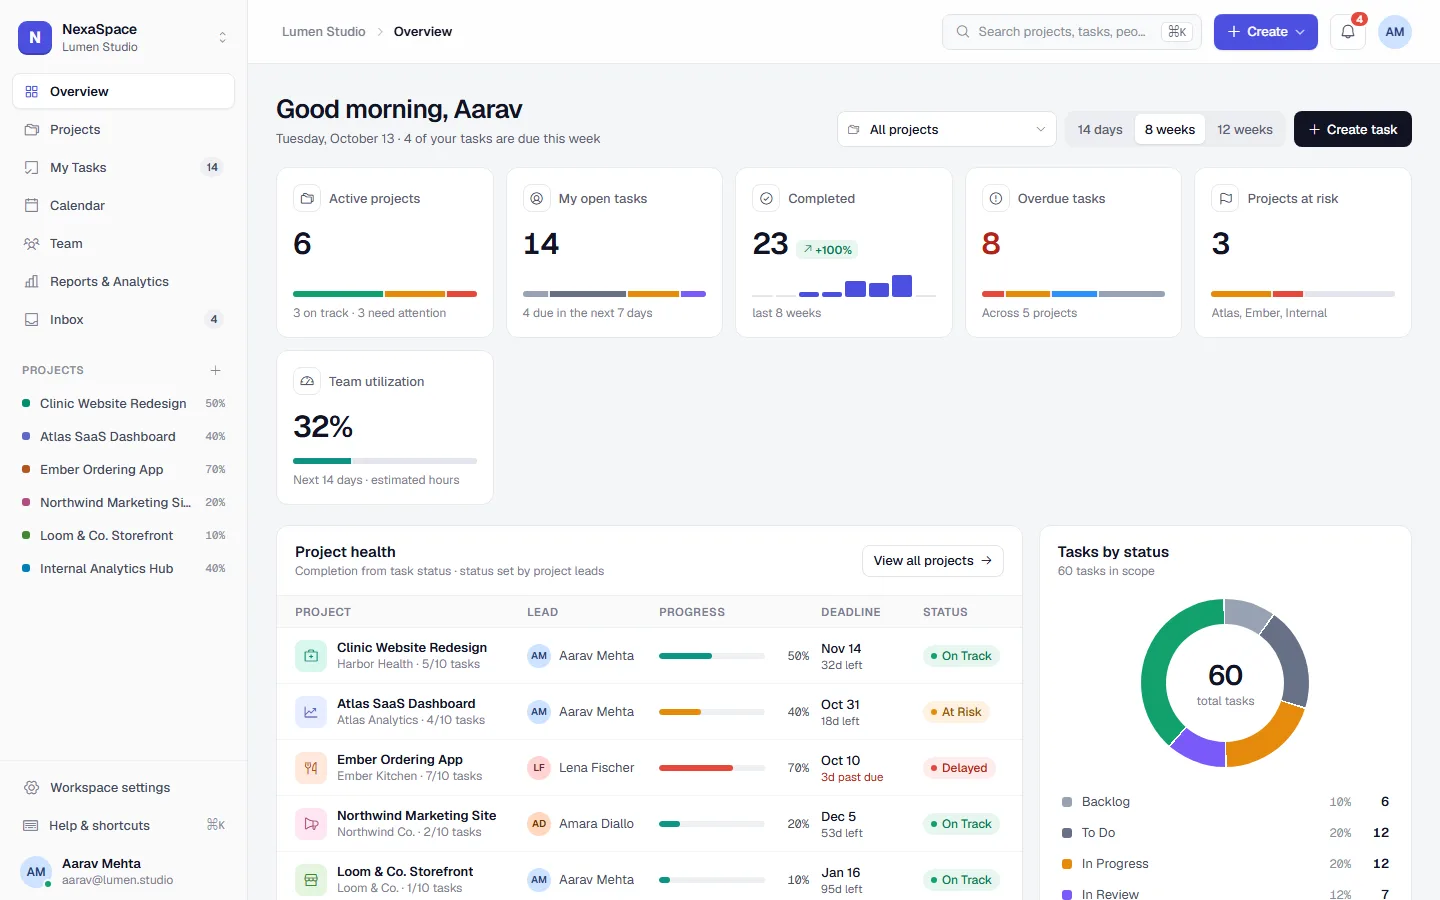 N
NexaSpace
Lumen Studio
Overview
Projects
My Tasks 14
Calendar
Team
Reports & Analytics
Inbox 4
PROJECTS
Clinic Website Redesign 50%
Atlas SaaS Dashboard 40%
Ember Ordering App 70%
Northwind Marketing Si... 20%
Loom & Co. Storefront 10%
Internal Analytics Hub 40%
Workspace settings
Help & shortcuts ⌘K
AM
Aarav Mehta
aarav@lumen.studio
Lumen Studio > Overview
Search projects, tasks, peo... ⌘K
Create
4
AM
Good morning, Aarav
Tuesday, October 13 · 4 of your tasks are due this week
All projects
14 days 8 weeks 12 weeks
Create task
Active projects
6
3 on track · 3 need attention
My open tasks
14
4 due in the next 7 days
Completed
23 +100%
last 8 weeks
Overdue tasks
8
Across 5 projects
Projects at risk
3
Atlas, Ember, Internal
Team utilization
32%
Next 14 days · estimated hours
Project health
Completion from task status · status set by project leads
View all projects
PROJECT LEAD PROGRESS DEADLINE STATUS
Clinic Website Redesign
Harbor Health · 5/10 tasks
AM Aarav Mehta 50%
Nov 14
32d left
On Track
Atlas SaaS Dashboard
Atlas Analytics · 4/10 tasks
AM Aarav Mehta 40%
Oct 31
18d left
At Risk
Ember Ordering App
Ember Kitchen · 7/10 tasks
LF Lena Fischer 70%
Oct 10
3d past due
Delayed
Northwind Marketing Site
Northwind Co. · 2/10 tasks
AD Amara Diallo 20%
Dec 5
53d left
On Track
Loom & Co. Storefront
Loom & Co. · 1/10 tasks
AM Aarav Mehta 10%
Jan 16
95d left
On Track
Tasks by status
60 tasks in scope
60
total tasks
Backlog 10% 6
To Do 20% 12
In Progress 20% 12
In Review 12% 7